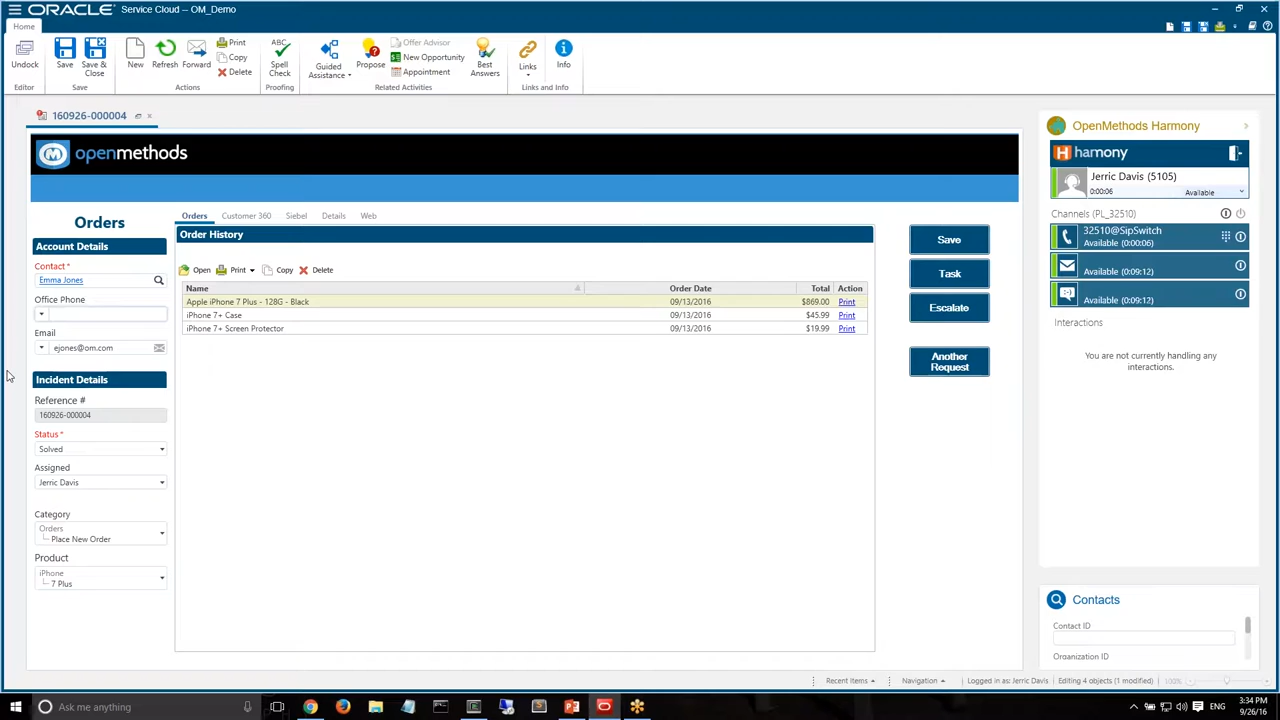 ORACLE Service Cloud – OM_Demo
Home
Undock
Editor
Save
Save & Close
Save
New
Refresh
Forward
Print
Copy
Delete
Actions
ABC
Spell Check
Proofing
Guided Assistance
Propose
Offer Advisor
New Opportunity
Appointment
Best Answers
Related Activities
Links
Info
Links and Info
160926-000004
openmethods
Orders
Account Details
Contact *
Emma Jones
Office Phone
Email
ejones@om.com
Incident Details
Reference #
160926-000004
Status *
Solved
Assigned
Jerric Davis
Category
Orders
Place New Order
Product
iPhone
7 Plus
Orders Customer 360 Siebel Details Web
Order History
Open Print Copy Delete
Name Order Date Total Action
Apple iPhone 7 Plus - 128G - Black 09/13/2016 $869.00 Print
iPhone 7+ Case 09/13/2016 $45.99 Print
iPhone 7+ Screen Protector 09/13/2016 $19.99 Print
Save
Task
Escalate
Another
Request
OpenMethods Harmony
harmony
Jerric Davis (5105)
0:00:06 Available
Channels (PL_32510)
32510@SipSwitch
Available (0:00:06)
Available (0:09:12)
Available (0:09:12)
Interactions
You are not currently handling any
interactions.
Contacts
Contact ID
Organization ID
Recent Items Navigation Logged in as: Jerric Davis Editing 4 objects (1 modified) 100%
Ask me anything
ENG
3:34 PM
9/26/16